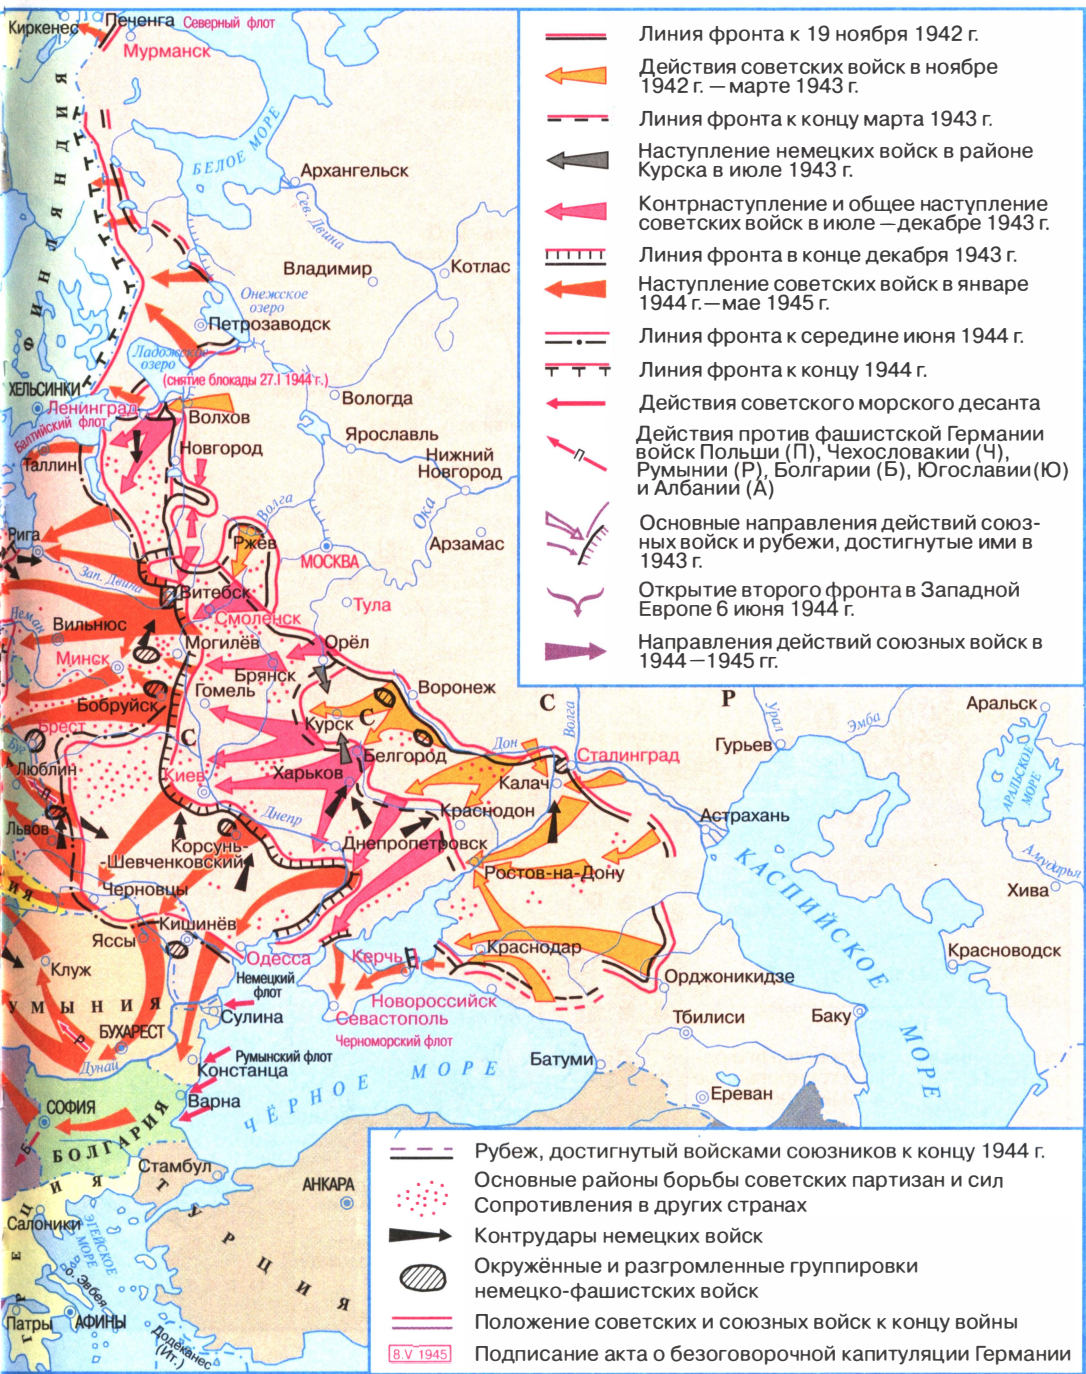 Киркенес
Печенга
Северный флот
Мурманск
ФИНЛЯНДИЯ
БЕЛОЕ МОРЕ
Архангельск
Сев. Двина
Владимир
Котлас
Онежское
озеро
Петрозаводск
Ладожское
озеро
(снятие блокады 27.I 1944 г.)
ХЕЛЬСИНКИ
Ленинград
Балтийский флот
Волхов
Вологда
Таллин
Новгород
Ярославль
Нижний
Новгород
Волга
Ока
Рига
Ржев
МОСКВА
Арзамас
Зап. Двина
Витебск
Тула
Неман
Смоленск
Вильнюс
Могилёв
Орёл
Минск
Брянск
Гомель
Воронеж
Бобруйск
Брест
Курск
С
С
С
Р
Буг
Белгород
Дон
Волга
Сталинград
Люблин
Киев
Харьков
Калач
П
Краснодон
Львов
Днепр
Корсунь-
-Шевченковский
Днепропетровск
Ростов-на-Дону
Астрахань
Гурьев
Урал
Эмба
Аральск
АРАЛЬСКОЕ
МОРЕ
Амударья
Хива
КАСПИЙСКОЕ
МОРЕ
Красноводск
ИЯ
Черновцы
Кишинёв
Яссы
Клуж
Одесса
Керчь
Краснодар
Орджоникидзе
Немецкий
флот
Новороссийск
УМЫНИЯ
Сулина
Севастополь
Черноморский флот
Тбилиси
Баку
БУХАРЕСТ
Р
Дунай
Румынский флот
Констанца
Батуми
ЧЁРНОЕ МОРЕ
Варна
Ереван
СОФИЯ
Б
БОЛГАРИЯ
Стамбул
АНКАРА
ТУРЦИЯ
ГРЕЦИЯ
Салоники
ЭГЕЙСКОЕ
МОРЕ
о. Эвбея
Патры
АФИНЫ
Додеканес
(Ит.)
Линия фронта к 19 ноября 1942 г.
Действия советских войск в ноябре
1942 г. — марте 1943 г.
Линия фронта к концу марта 1943 г.
Наступление немецких войск в районе
Курска в июле 1943 г.
Контрнаступление и общее наступление
советских войск в июле — декабре 1943 г.
Линия фронта в конце декабря 1943 г.
Наступление советских войск в январе
1944 г.— мае 1945 г.
Линия фронта к середине июня 1944 г.
Линия фронта к концу 1944 г.
Действия советского морского десанта
П
Действия против фашистской Германии
войск Польши (П), Чехословакии (Ч),
Румынии (Р), Болгарии (Б), Югославии (Ю)
и Албании (А)
Основные направления действий союз-
ных войск и рубежи, достигнутые ими в
1943 г.
Открытие второго фронта в Западной
Европе 6 июня 1944 г.
Направления действий союзных войск в
1944—1945 гг.
Рубеж, достигнутый войсками союзников к концу 1944 г.
Основные районы борьбы советских партизан и сил
Сопротивления в других странах
Контрудары немецких войск
Окружённые и разгромленные группировки
немецко-фашистских войск
Положение советских и союзных войск к концу войны
8.V 1945
Подписание акта о безоговорочной капитуляции Германии